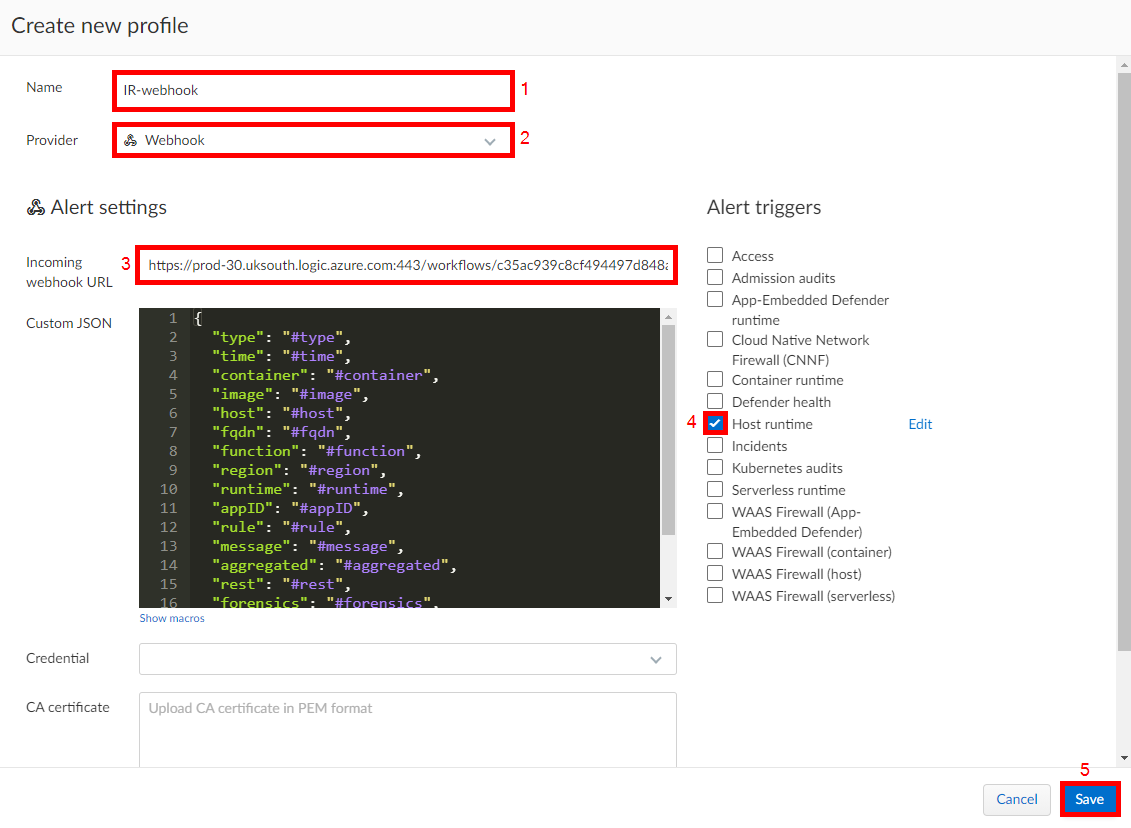 Create new profile
Name
IR-webhook
1
Provider
Webhook
2
Alert settings
Incoming
webhook URL
3
https://prod-30.uksouth.logic.azure.com:443/workflows/c35ac939c8cf494497d848a
Custom JSON
1 {
2 "type": "#type",
3 "time": "#time",
4 "container": "#container",
5 "image": "#image",
6 "host": "#host",
7 "fqdn": "#fqdn",
8 "function": "#function",
9 "region": "#region",
10 "runtime": "#runtime",
11 "appID": "#appID",
12 "rule": "#rule",
13 "message": "#message",
14 "aggregated": "#aggregated",
15 "rest": "#rest",
16 "forensics": "#forensics",
Show macros
Credential
CA certificate
Upload CA certificate in PEM format
Alert triggers
Access
Admission audits
App-Embedded Defender
runtime
Cloud Native Network
Firewall (CNNF)
Container runtime
Defender health
4
Host runtime
Edit
Incidents
Kubernetes audits
Serverless runtime
WAAS Firewall (App-
Embedded Defender)
WAAS Firewall (container)
WAAS Firewall (host)
WAAS Firewall (serverless)
5
Cancel
Save